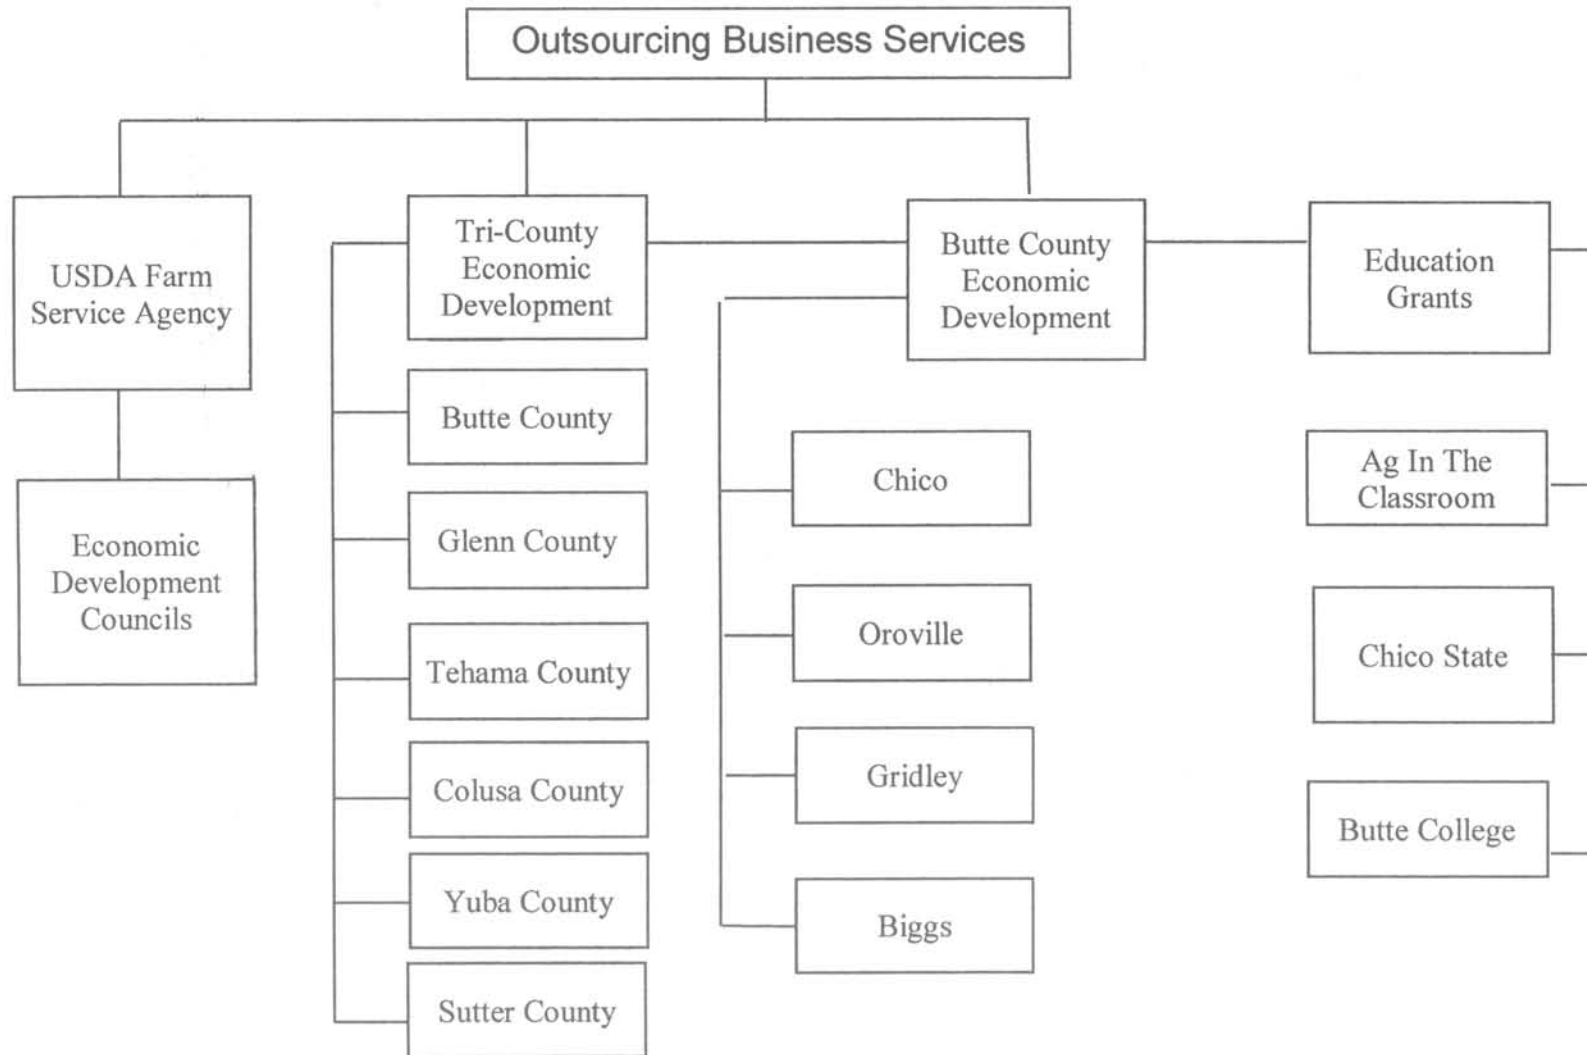 Outsourcing Business Services
USDA Farm
Service Agency
Economic
Development
Councils
Tri-County
Economic
Development
Butte County
Glenn County
Tehama County
Colusa County
Yuba County
Sutter County
Butte County
Economic
Development
Chico
Oroville
Gridley
Biggs
Education
Grants
Ag In The
Classroom
Chico State
Butte College